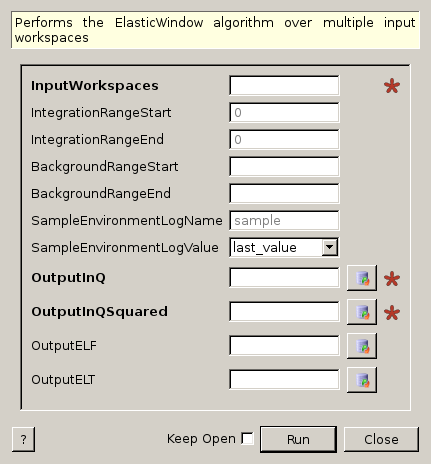 Performs the ElasticWindow algorithm over multiple input
workspaces
InputWorkspaces
IntegrationRangeStart 0
IntegrationRangeEnd 0
BackgroundRangeStart
BackgroundRangeEnd
SampleEnvironmentLogName sample
SampleEnvironmentLogValue last_value
OutputInQ
OutputInQSquared
OutputELF
OutputELT
? Keep Open Run Close